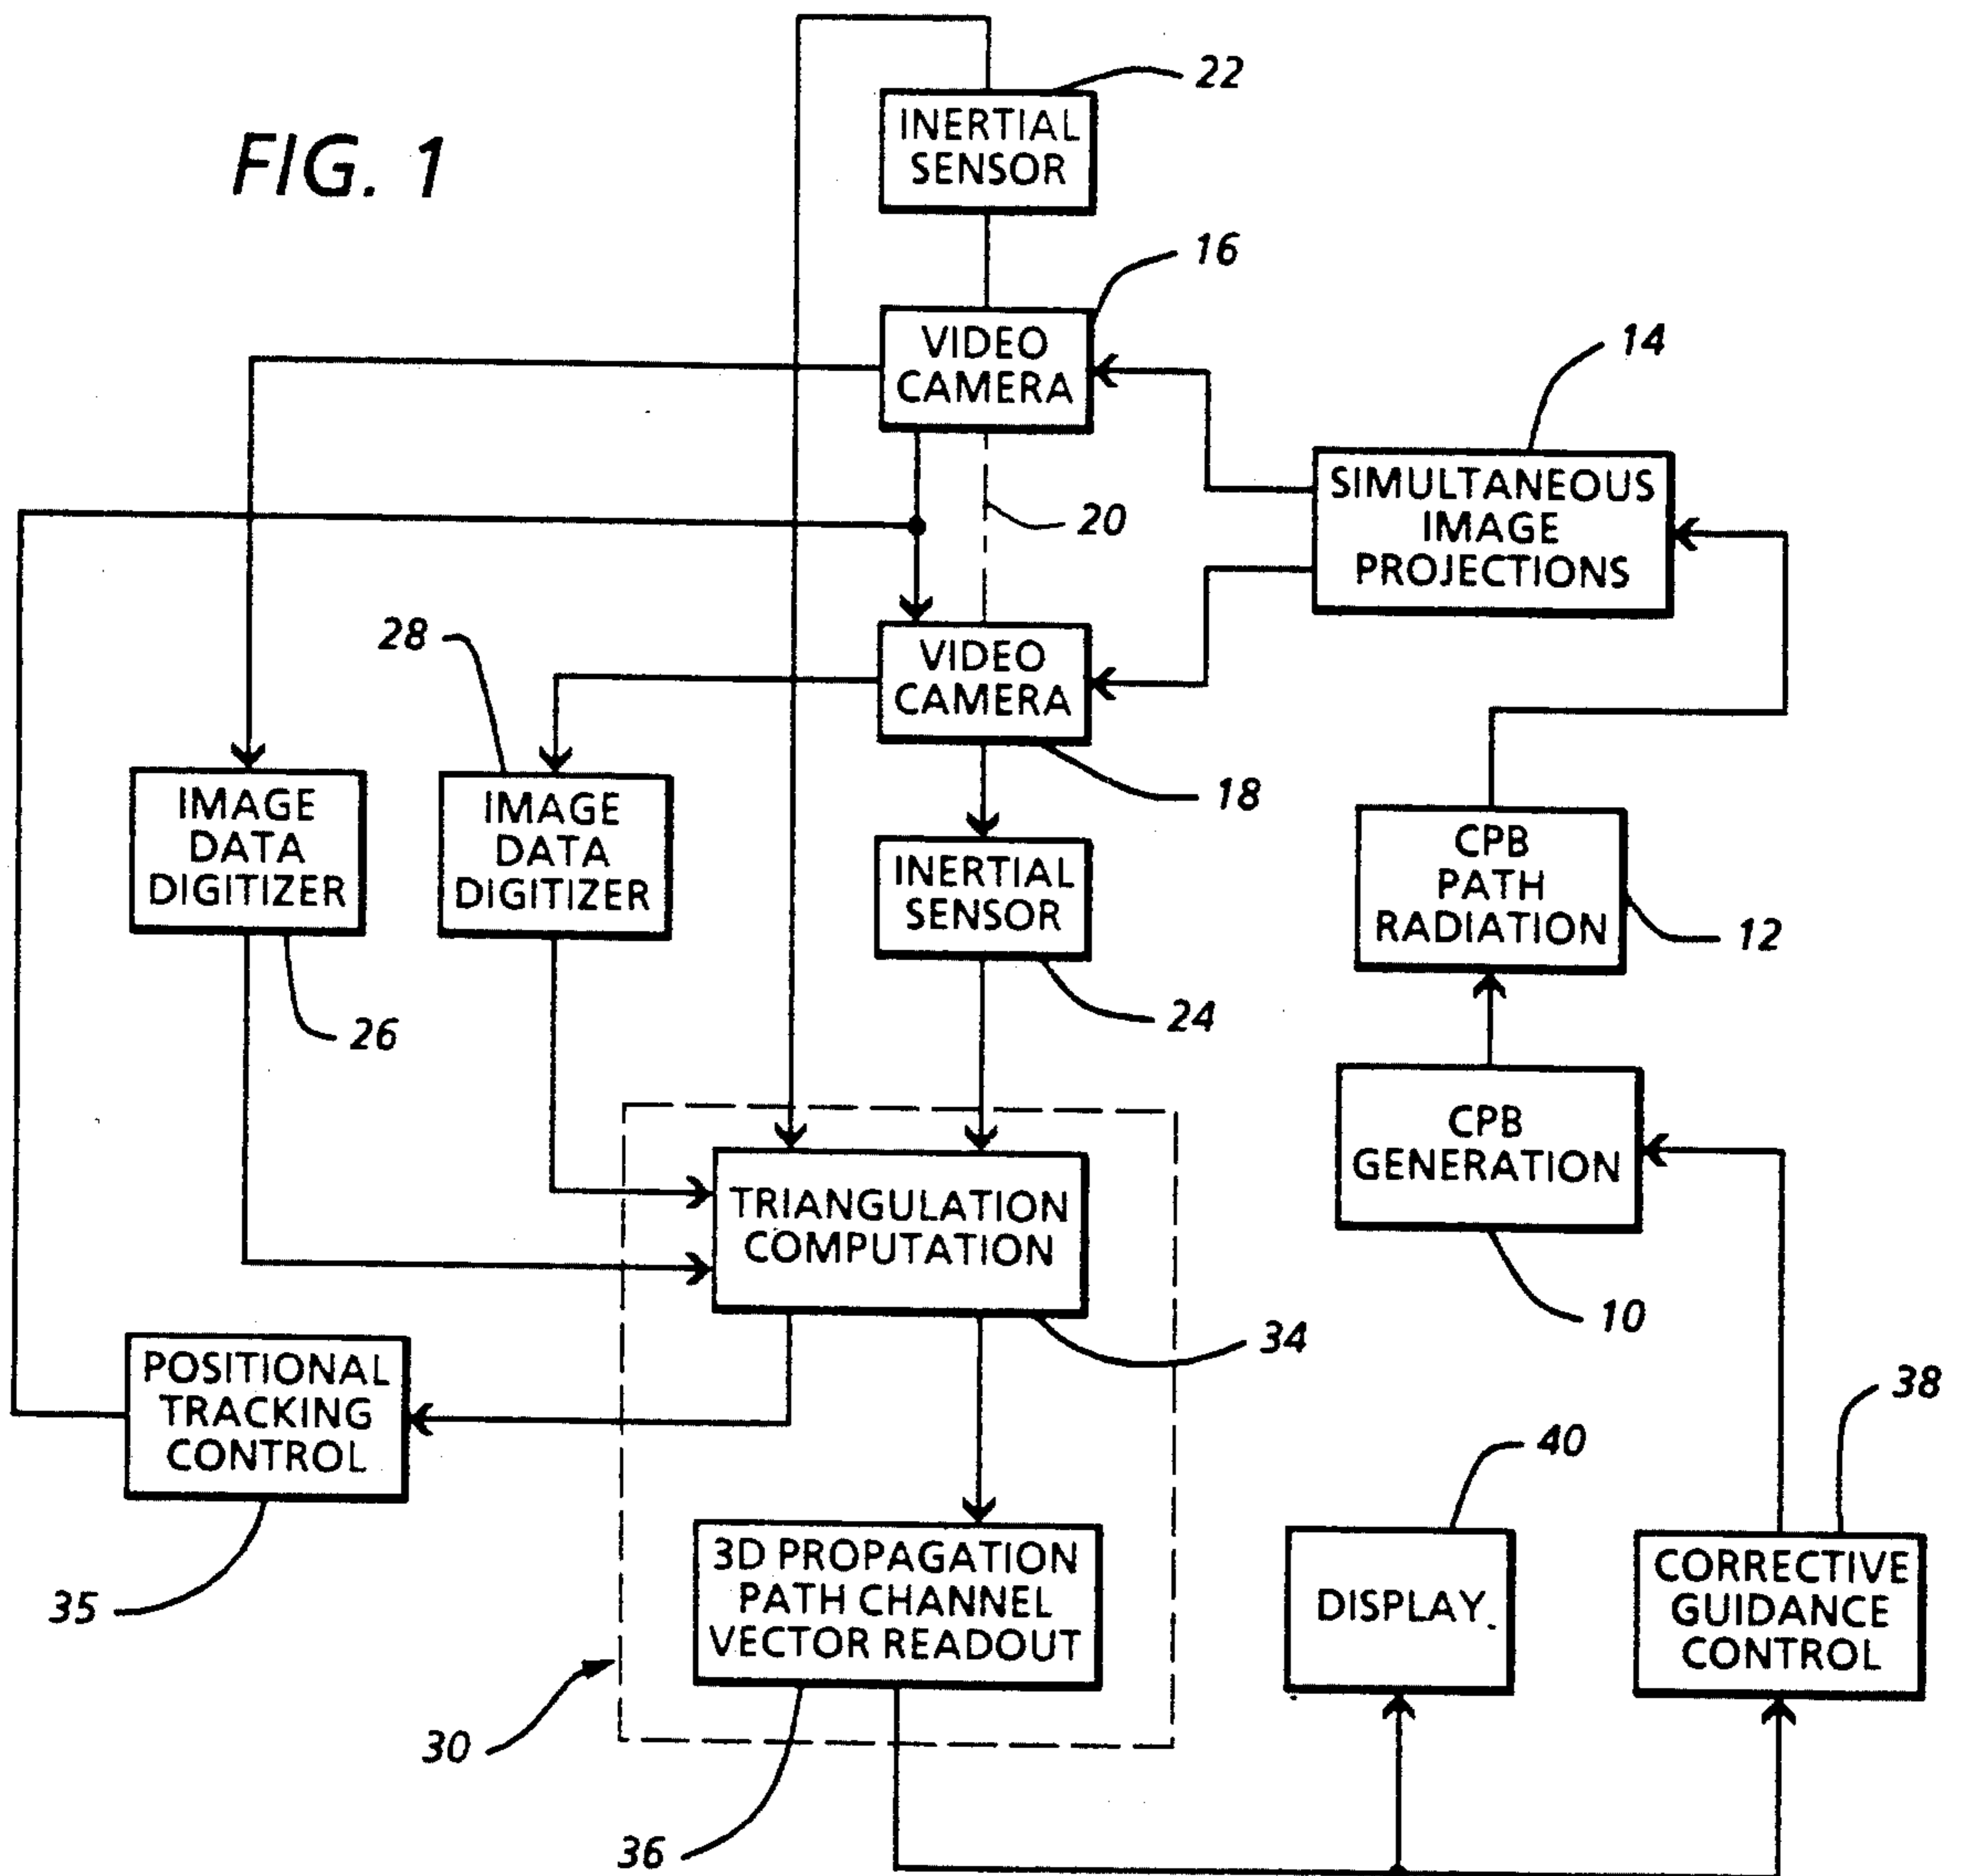 FIG. 1
22
INERTIAL
SENSOR
16
VIDEO
CAMERA
14
SIMULTANEOUS
IMAGE
PROJECTIONS
20
28
VIDEO
CAMERA
18
IMAGE
DATA
DIGITIZER
IMAGE
DATA
DIGITIZER
INERTIAL
SENSOR
CPB
PATH
RADIATION
12
26
24
CPB
GENERATION
10
TRIANGULATION
COMPUTATION
34
POSITIONAL
TRACKING
CONTROL
35
38
40
3D PROPAGATION
PATH CHANNEL
VECTOR READOUT
DISPLAY
CORRECTIVE
GUIDANCE
CONTROL
30
36